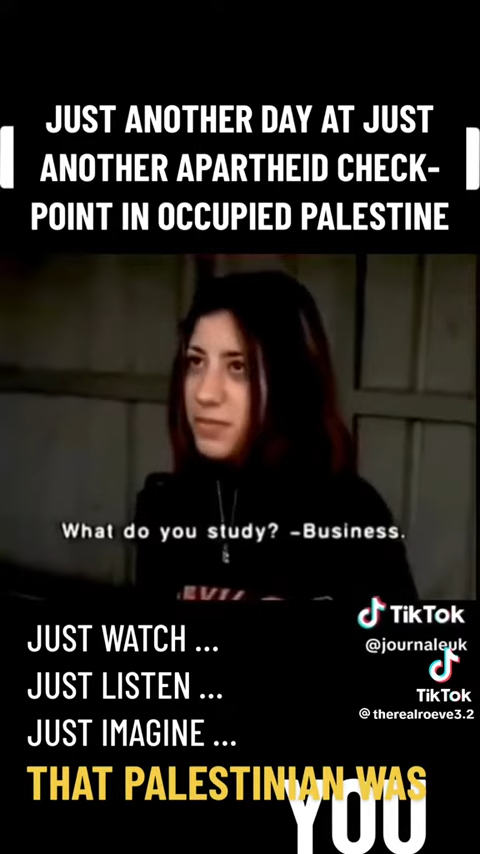 JUST ANOTHER DAY AT JUST
ANOTHER APARTHEID CHECK-
POINT IN OCCUPIED PALESTINE
What do you study? -Business.
TikTok
@journaleuk
TikTok
@therealroeve3.2
JUST WATCH ...
JUST LISTEN ...
JUST IMAGINE ...
THAT PALESTINIAN WAS
YOU